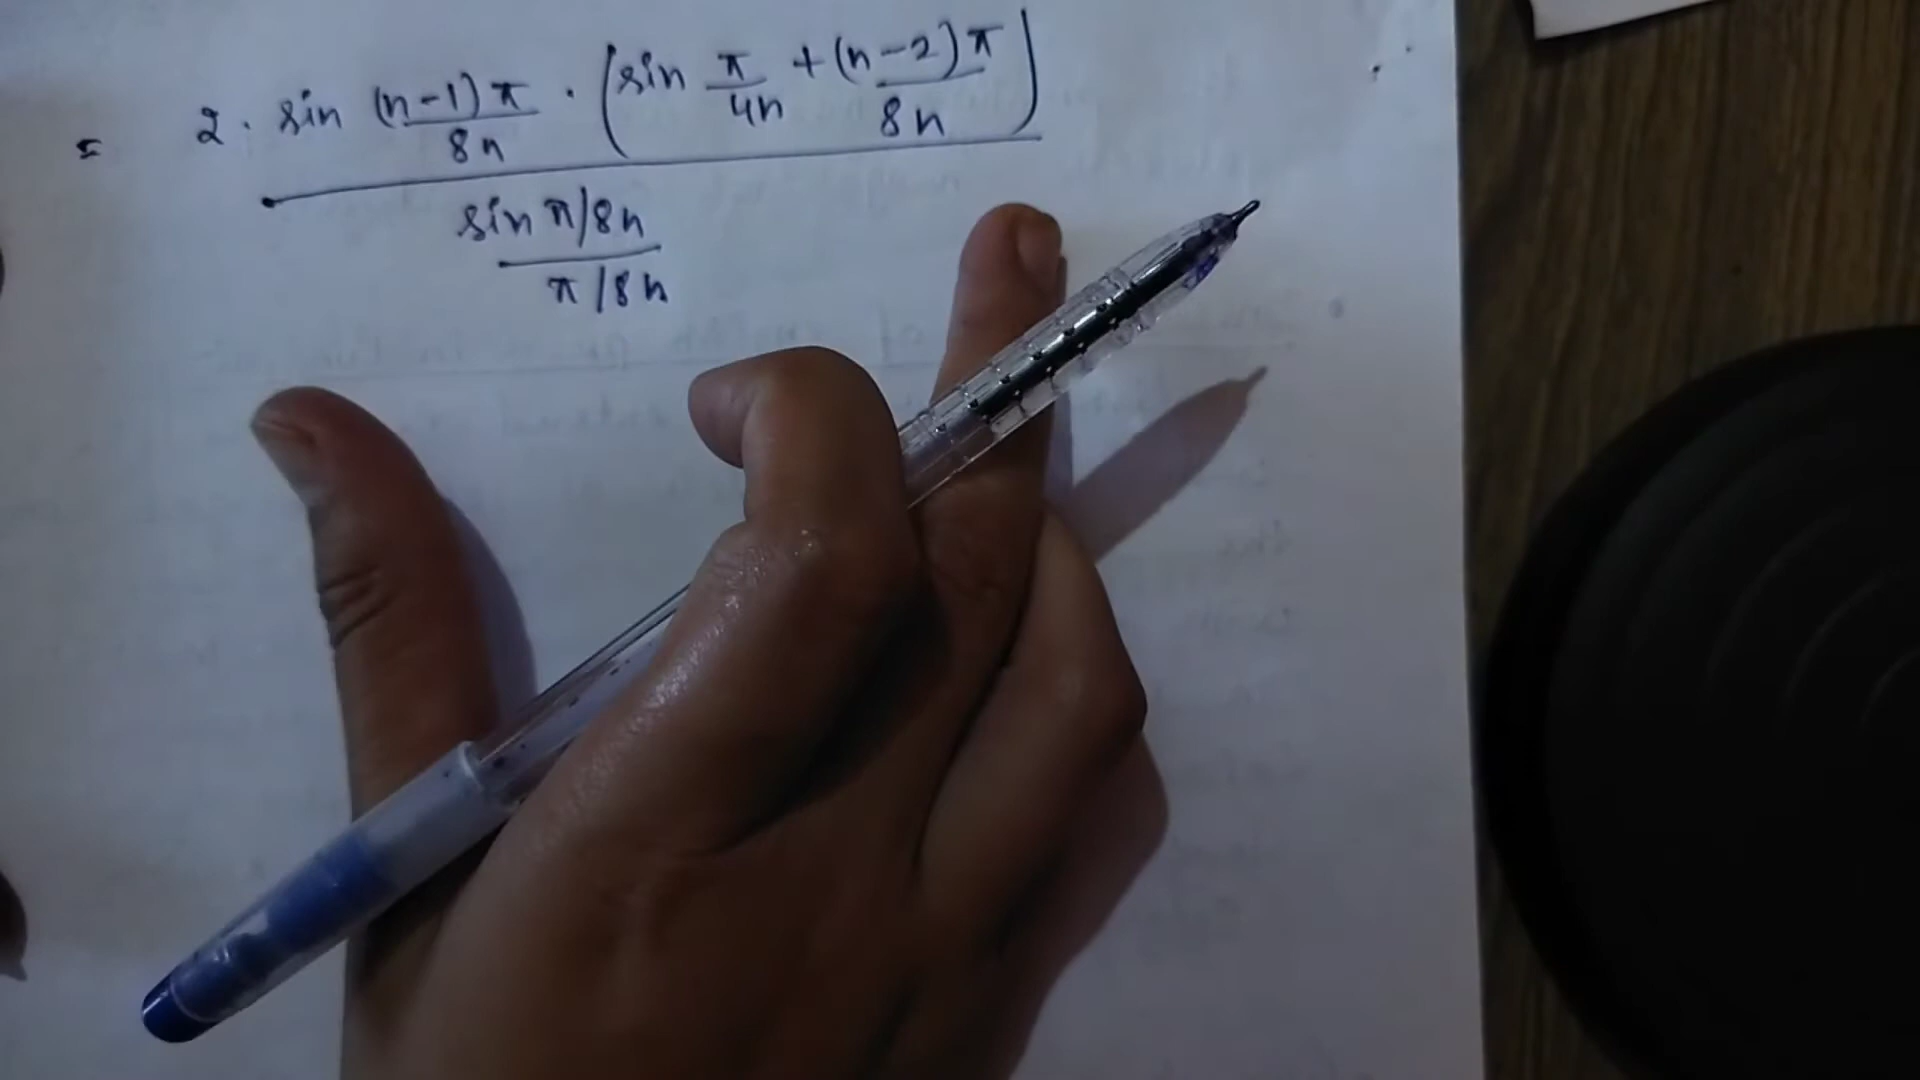 = 2 . sin (n-1)π/8n . (sin π/4n + (n-2)π/8n)
sin π/8n
π/8n